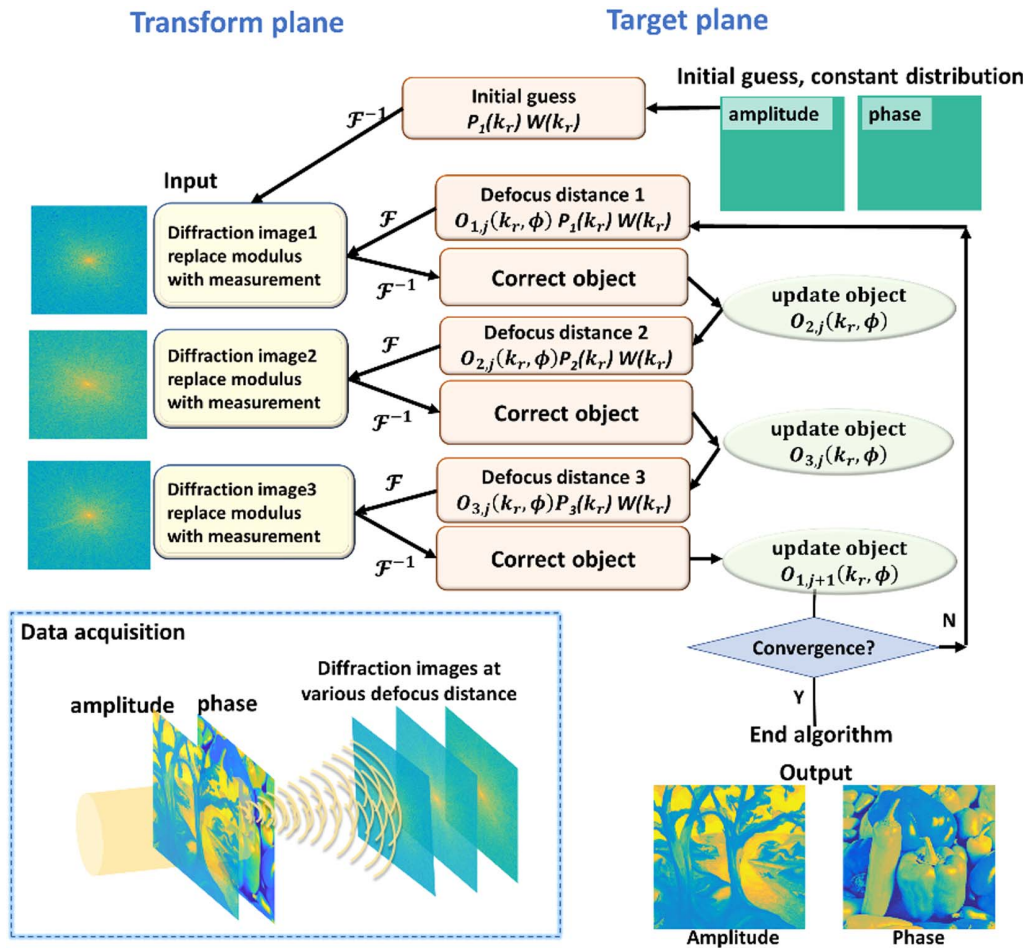 Transform plane
Target plane
Initial guess, constant distribution
amplitude
phase
Initial guess
P₁(kᵣ) W(kᵣ)
ℱ⁻¹
Input
Diffraction image1
replace modulus
with measurement
ℱ
Defocus distance 1
O₁,ⱼ(kᵣ, ϕ) P₁(kᵣ) W(kᵣ)
ℱ⁻¹
Correct object
update object
O₂,ⱼ(kᵣ, ϕ)
Diffraction image2
replace modulus
with measurement
ℱ
Defocus distance 2
O₂,ⱼ(kᵣ, ϕ)P₂(kᵣ) W(kᵣ)
ℱ⁻¹
Correct object
update object
O₃,ⱼ(kᵣ, ϕ)
Diffraction image3
replace modulus
with measurement
ℱ
Defocus distance 3
O₃,ⱼ(kᵣ, ϕ)P₃(kᵣ) W(kᵣ)
ℱ⁻¹
Correct object
update object
O₁,ⱼ₊₁(kᵣ, ϕ)
N
Convergence?
Y
End algorithm
Output
Amplitude
Phase
Data acquisition
Diffraction images at
various defocus distance
amplitude
phase